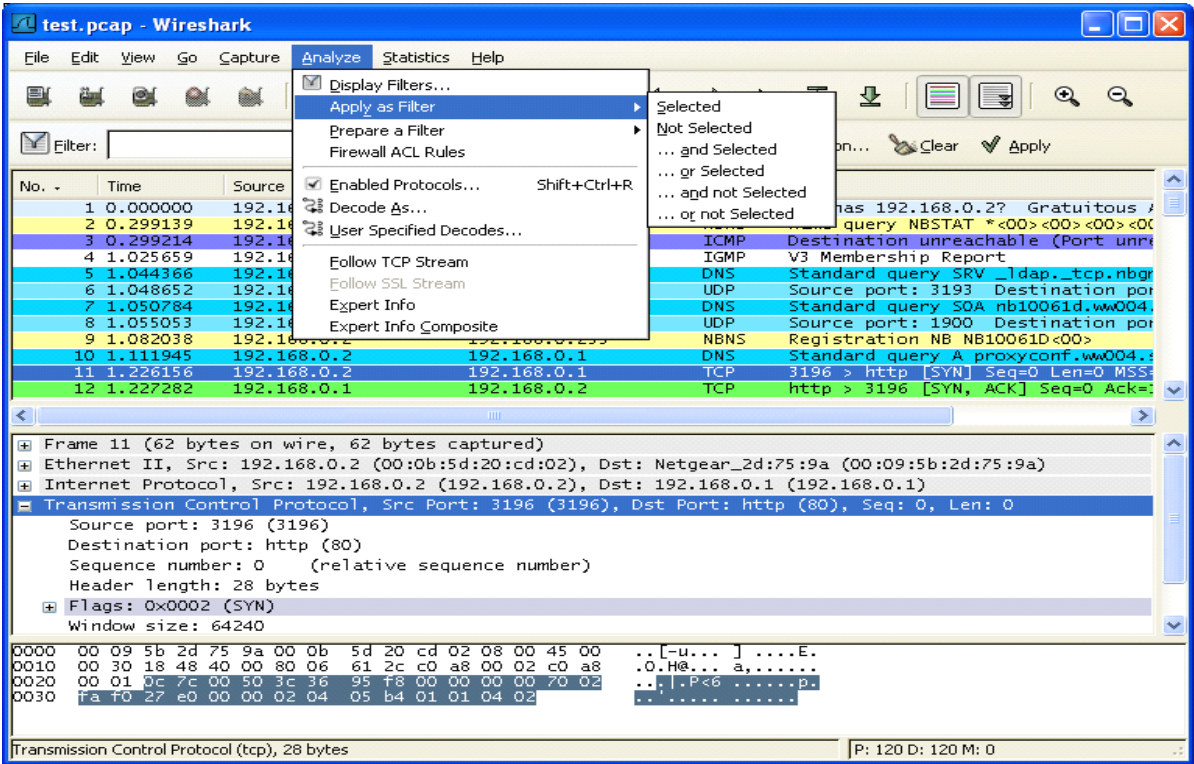 test.pcap - Wireshark
File Edit View Go Capture Analyze Statistics Help
Display Filters...
Apply as Filter
Prepare a Filter
Firewall ACL Rules
Enabled Protocols... Shift+Ctrl+R
Decode As...
User Specified Decodes...
Follow TCP Stream
Follow SSL Stream
Expert Info
Expert Info Composite
Selected
Not Selected
... and Selected
... or Selected
... and not Selected
... or not Selected
Filter: Clear Apply
No. - Time Source
1 0.000000 192.16 has 192.168.0.2? Gratuitous
2 0.299139 192.16 query NBSTAT *<00><00><00>
3 0.299214 192.16 ICMP Destination unreachable (Port unre
4 1.025659 192.16 IGMP V3 Membership Report
5 1.044366 192.16 DNS Standard query SRV _ldap._tcp.nbgm
6 1.048652 192.16 UDP Source port: 3193 Destination por
7 1.050784 192.16 DNS Standard query SOA nb10061d.ww004.
8 1.055053 192.16 UDP Source port: 1900 Destination por
9 1.082038 192.168.0.2 192.168.0.255 NBNS Registration NB NB10061D<00>
10 1.111945 192.168.0.2 192.168.0.1 DNS Standard query A proxyconf.ww004.s
11 1.226156 192.168.0.2 192.168.0.1 TCP 3196 > http [SYN] Seq=0 Len=0 MSS=
12 1.227282 192.168.0.1 192.168.0.2 TCP http > 3196 [SYN, ACK] Seq=0 Ack=1
Frame 11 (62 bytes on wire, 62 bytes captured)
Ethernet II, Src: 192.168.0.2 (00:0b:5d:20:cd:02), Dst: Netgear_2d:75:9a (00:09:5b:2d:75:9a)
Internet Protocol, Src: 192.168.0.2 (192.168.0.2), Dst: 192.168.0.1 (192.168.0.1)
Transmission Control Protocol, Src Port: 3196 (3196), Dst Port: http (80), Seq: 0, Len: 0
Source port: 3196 (3196)
Destination port: http (80)
Sequence number: 0 (relative sequence number)
Header length: 28 bytes
Flags: 0x0002 (SYN)
Window size: 64240
0000 00 09 5b 2d 75 9a 00 0b 5d 20 cd 02 08 00 45 00 ..[-u... ] ....E.
0010 00 30 18 48 40 00 80 06 61 2c c0 a8 00 02 c0 a8 .0.H@... a,......
0020 00 01 0c 7c 00 50 3c 36 95 f8 00 00 00 00 70 02 ...|.P<6 ......p.
0030 fa f0 27 e0 00 00 02 04 05 b4 01 01 04 02 ..'..... ......
Transmission Control Protocol (tcp), 28 bytes P: 120 D: 120 M: 0